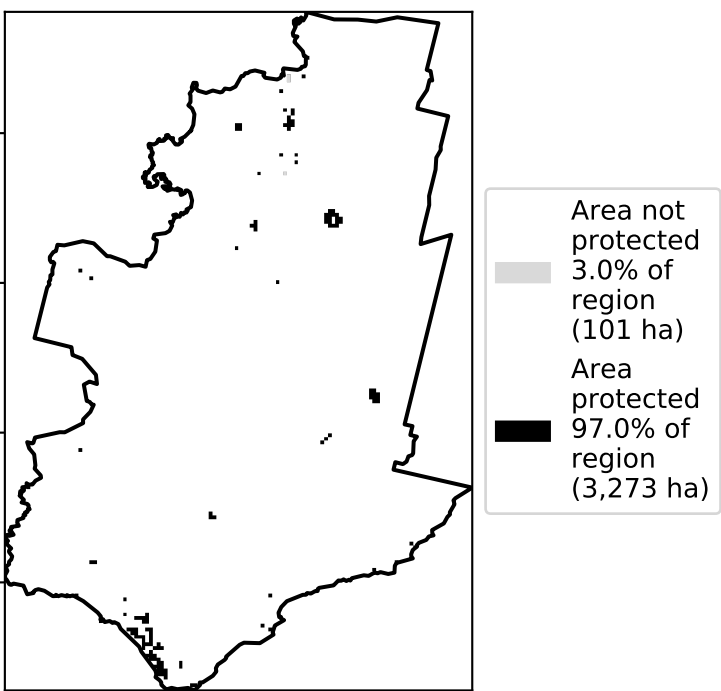 Area not
protected
3.0% of
region
(101 ha)
Area
protected
97.0% of
region
(3,273 ha)